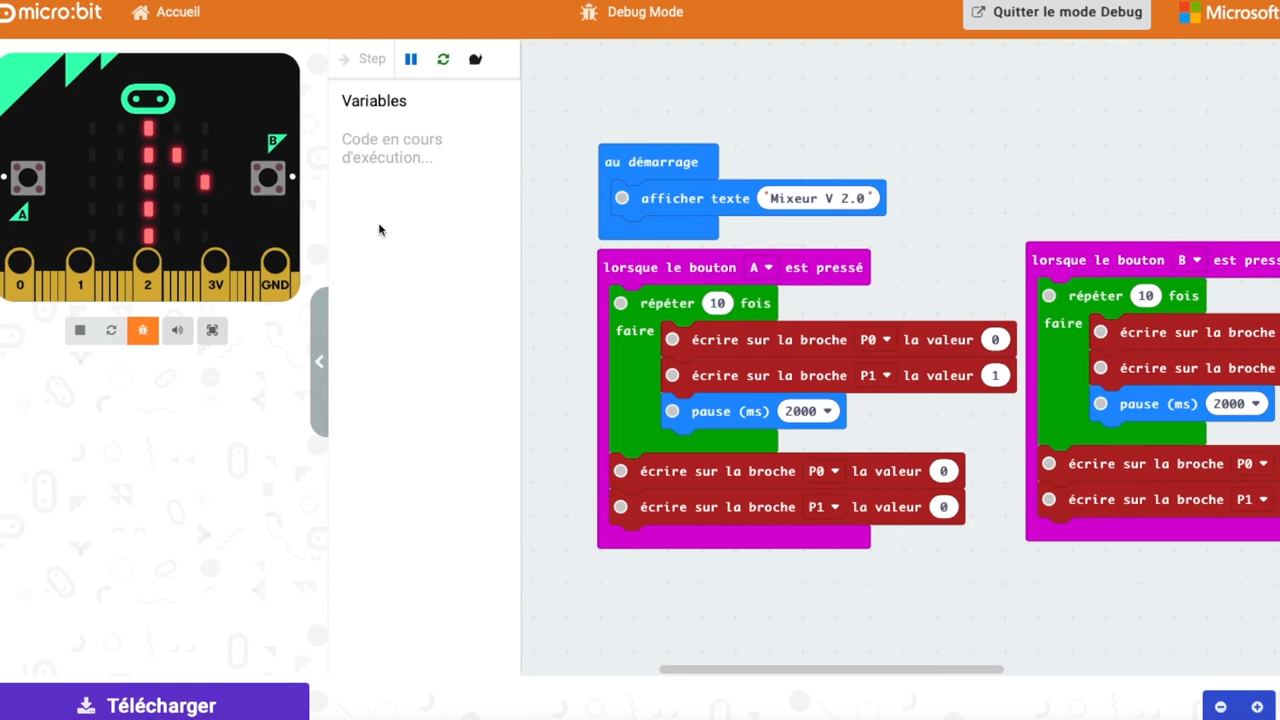 micro:bit
Accueil
Debug Mode
Quitter le mode Debug
Microsoft
Step
Variables
Code en cours
d'exécution...
B
A
0
1
2
3V
GND
au démarrage
afficher texte "Mixeur V 2.0"
lorsque le bouton A est pressé
répéter 10 fois
faire
écrire sur la broche P0 la valeur 0
écrire sur la broche P1 la valeur 1
pause (ms) 2000
écrire sur la broche P0 la valeur 0
écrire sur la broche P1 la valeur 0
lorsque le bouton B est press
répéter 10 fois
faire
écrire sur la broche
écrire sur la broche
pause (ms) 2000
écrire sur la broche P0
écrire sur la broche P1
Télécharger